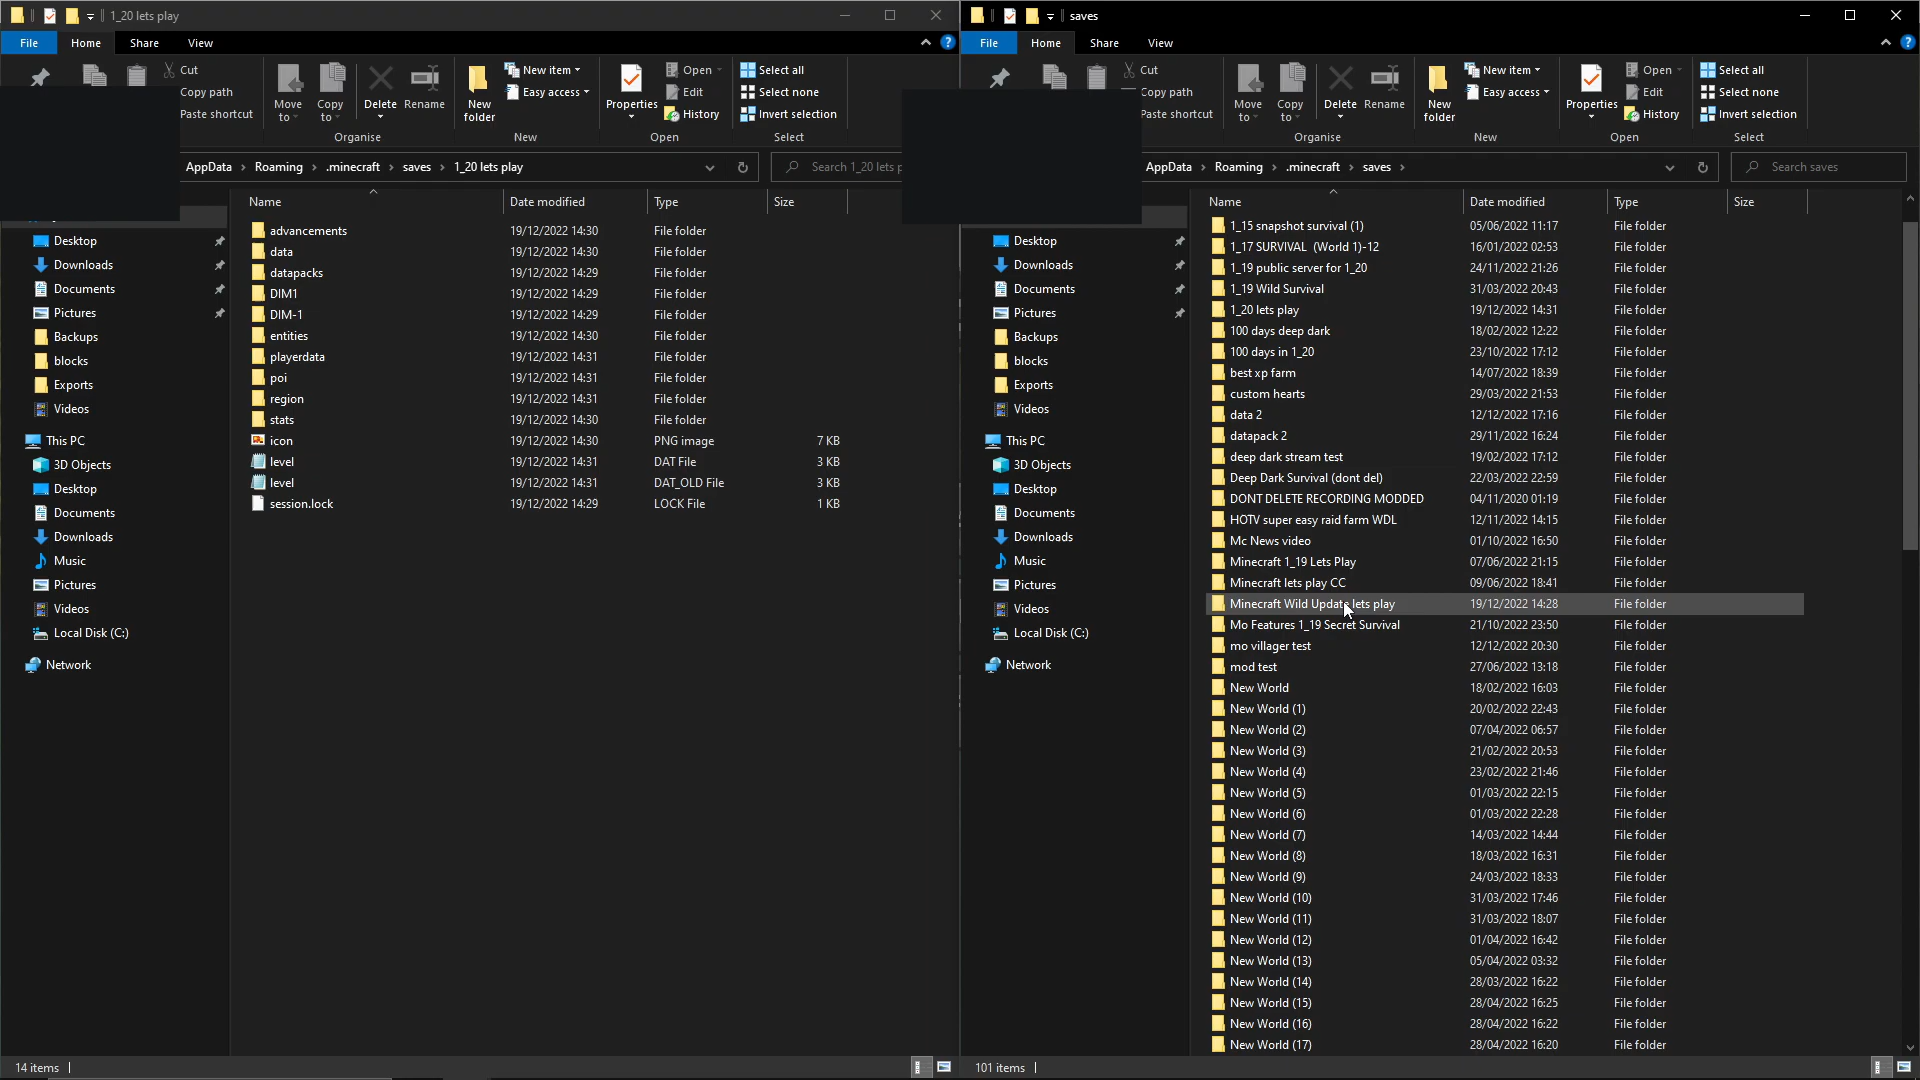 1_20 lets play
File Home Share View
Cut
Copy path
Paste shortcut
Move to
Copy to
Delete
Rename
Organise
New folder
New item
Easy access
New
Properties
Open
Edit
History
Open
Select all
Select none
Invert selection
Select
AppData > Roaming > .minecraft > saves > 1_20 lets play
Search 1_20 lets p
Desktop
Downloads
Documents
Pictures
Backups
blocks
Exports
Videos
This PC
3D Objects
Desktop
Documents
Downloads
Music
Pictures
Videos
Local Disk (C:)
Network
Name Date modified Type Size
advancements 19/12/2022 14:30 File folder
data 19/12/2022 14:30 File folder
datapacks 19/12/2022 14:29 File folder
DIM1 19/12/2022 14:29 File folder
DIM-1 19/12/2022 14:29 File folder
entities 19/12/2022 14:30 File folder
playerdata 19/12/2022 14:31 File folder
poi 19/12/2022 14:31 File folder
region 19/12/2022 14:31 File folder
stats 19/12/2022 14:30 File folder
icon 19/12/2022 14:30 PNG image 7 KB
level 19/12/2022 14:31 DAT File 3 KB
level 19/12/2022 14:31 DAT_OLD File 3 KB
session.lock 19/12/2022 14:29 LOCK File 1 KB
14 items
saves
File Home Share View
Cut
Copy path
Paste shortcut
Move to
Copy to
Delete
Rename
Organise
New folder
New item
Easy access
New
Properties
Open
Edit
History
Open
Select all
Select none
Invert selection
Select
AppData > Roaming > .minecraft > saves >
Search saves
Desktop
Downloads
Documents
Pictures
Backups
blocks
Exports
Videos
This PC
3D Objects
Desktop
Documents
Downloads
Music
Pictures
Videos
Local Disk (C:)
Network
Name Date modified Type Size
1_15 snapshot survival (1) 05/06/2022 11:17 File folder
1_17 SURVIVAL (World 1)-12 16/01/2022 02:53 File folder
1_19 public server for 1_20 24/11/2022 21:26 File folder
1_19 Wild Survival 31/03/2022 20:43 File folder
1_20 lets play 19/12/2022 14:31 File folder
100 days deep dark 18/02/2022 12:22 File folder
100 days in 1_20 23/10/2022 17:12 File folder
best xp farm 14/07/2022 18:39 File folder
custom hearts 29/03/2022 21:53 File folder
data 2 12/12/2022 17:16 File folder
datapack 2 29/11/2022 16:24 File folder
deep dark stream test 19/02/2022 17:12 File folder
Deep Dark Survival (dont del) 22/03/2022 22:59 File folder
DONT DELETE RECORDING MODDED 04/11/2020 01:19 File folder
HOTV super easy raid farm WDL 12/11/2022 14:15 File folder
Mc News video 01/10/2022 16:50 File folder
Minecraft 1_19 Lets Play 07/06/2022 21:15 File folder
Minecraft lets play CC 09/06/2022 18:41 File folder
Minecraft Wild Update lets play 19/12/2022 14:28 File folder
Mo Features 1_19 Secret Survival 21/10/2022 23:50 File folder
mo villager test 12/12/2022 20:30 File folder
mod test 27/06/2022 13:18 File folder
New World 18/02/2022 16:03 File folder
New World (1) 20/02/2022 22:43 File folder
New World (2) 07/04/2022 06:57 File folder
New World (3) 21/02/2022 20:53 File folder
New World (4) 23/02/2022 21:46 File folder
New World (5) 01/03/2022 22:15 File folder
New World (6) 01/03/2022 22:28 File folder
New World (7) 14/03/2022 14:44 File folder
New World (8) 18/03/2022 16:31 File folder
New World (9) 24/03/2022 18:33 File folder
New World (10) 31/03/2022 17:46 File folder
New World (11) 31/03/2022 18:07 File folder
New World (12) 01/04/2022 16:42 File folder
New World (13) 05/04/2022 03:32 File folder
New World (14) 28/03/2022 16:22 File folder
New World (15) 28/04/2022 16:25 File folder
New World (16) 28/04/2022 16:22 File folder
New World (17) 28/04/2022 16:20 File folder
101 items